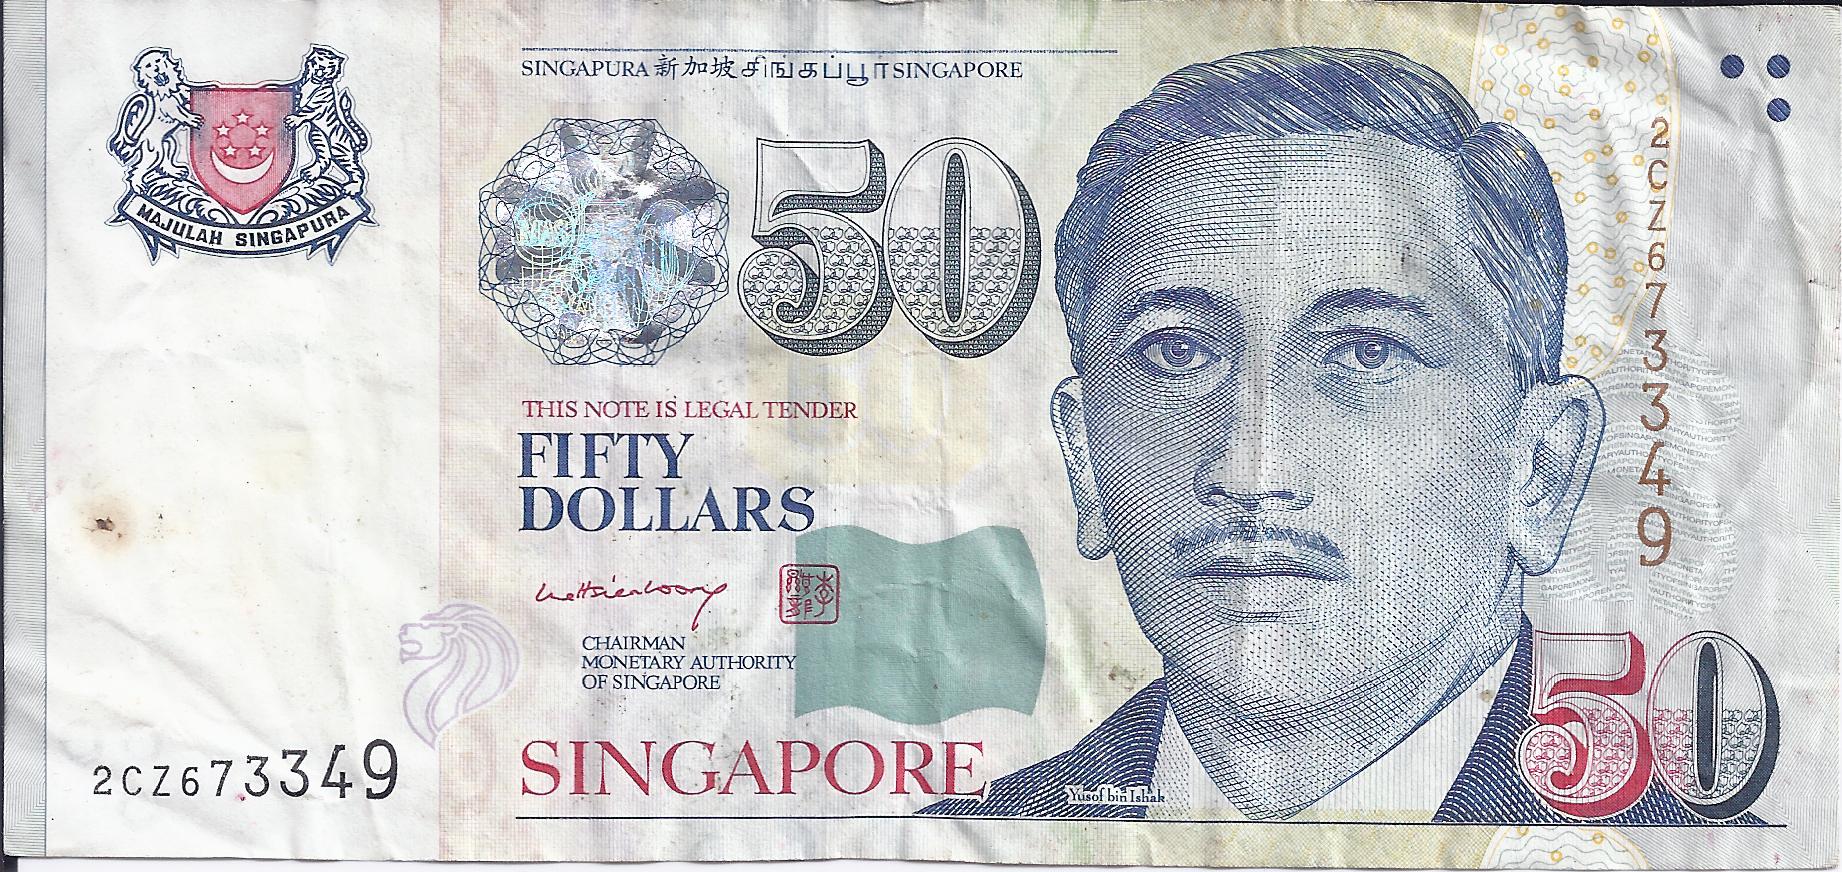 MAJULAH SINGAPURA
SINGAPURA 新加坡 சிங்கப்பூர் SINGAPORE
50
THIS NOTE IS LEGAL TENDER
FIFTY
DOLLARS
CHAIRMAN
MONETARY AUTHORITY
OF SINGAPORE
2CZ673349
SINGAPORE
Yusof bin Ishak
2CZ673349
50